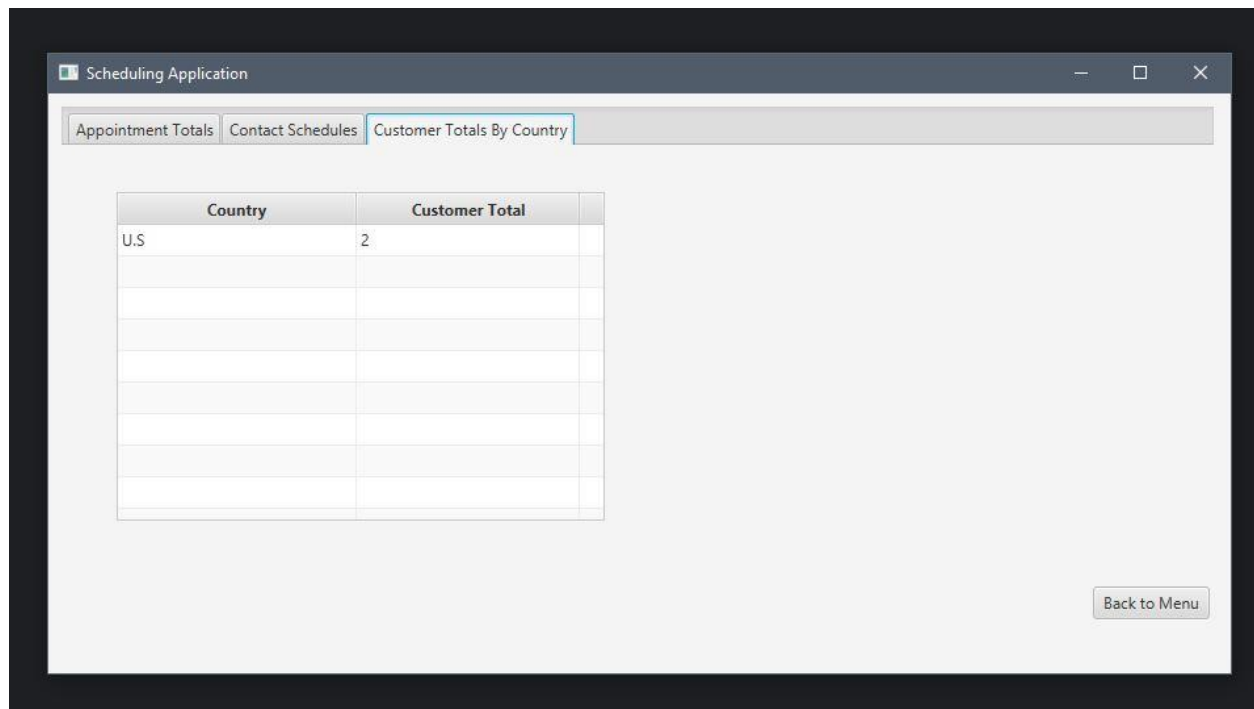 Scheduling Application
Appointment Totals Contact Schedules Customer Totals By Country
Country Customer Total
U.S 2
Back to Menu